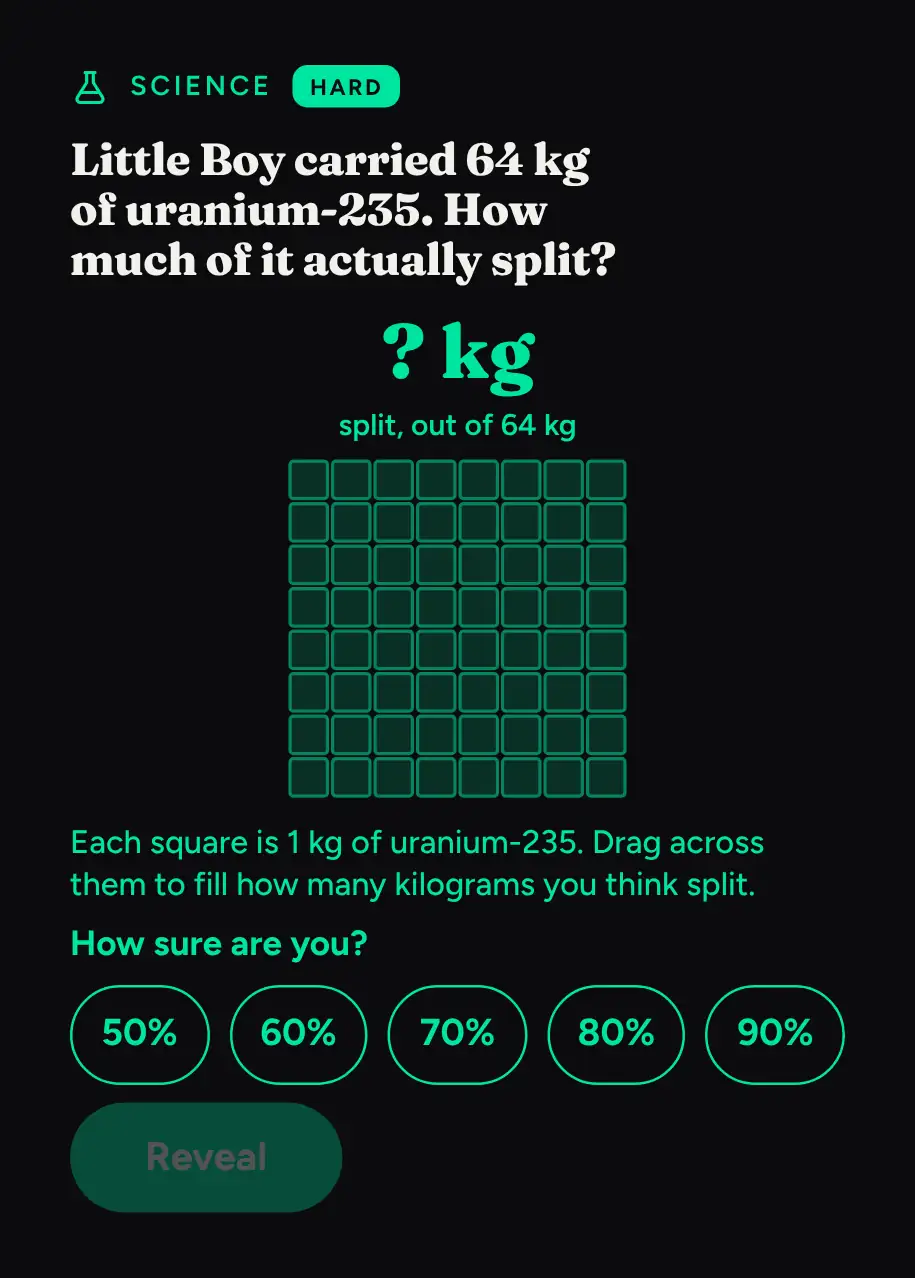 SCIENCE HARD
Little Boy carried 64 kg
of uranium-235. How
much of it actually split?
? kg
split, out of 64 kg
Each square is 1 kg of uranium-235. Drag across
them to fill how many kilograms you think split.
How sure are you?
50% 60% 70% 80% 90%
Reveal